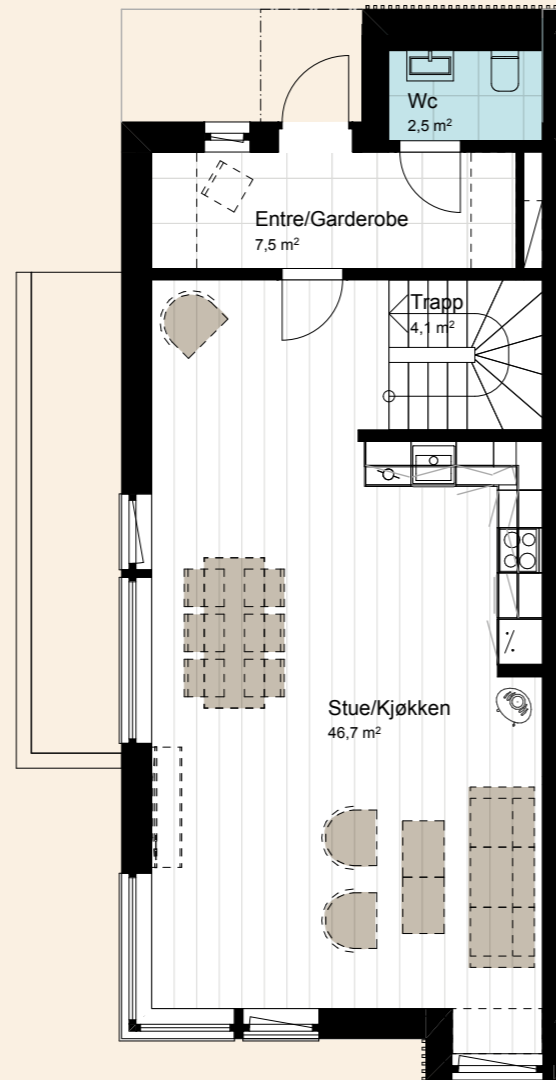 Wc
2,5 m²
Entre/Garderobe
7,5 m²
Trapp
4,1 m²
Stue/Kjøkken
46,7 m²